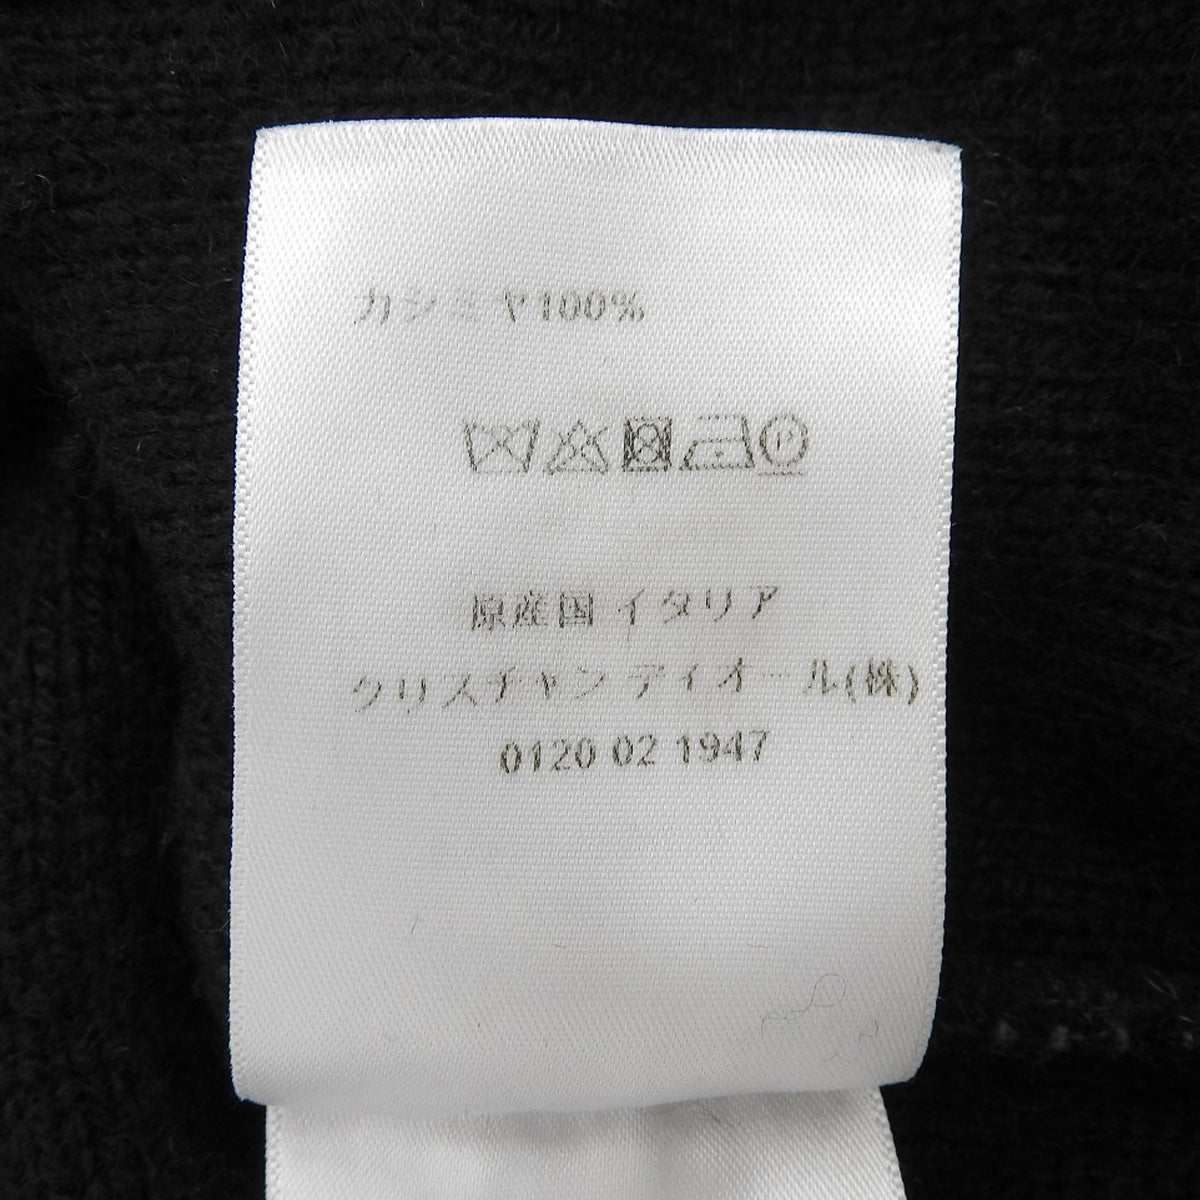 カシミヤ100%
P
原産国 イタリア
クリスチャン ディオール(株)
0120 02 1947